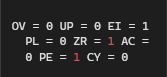 OV = 0 UP = 0 EI = 1
PL = 0 ZR = 1 AC =
0 PE = 1 CY = 0